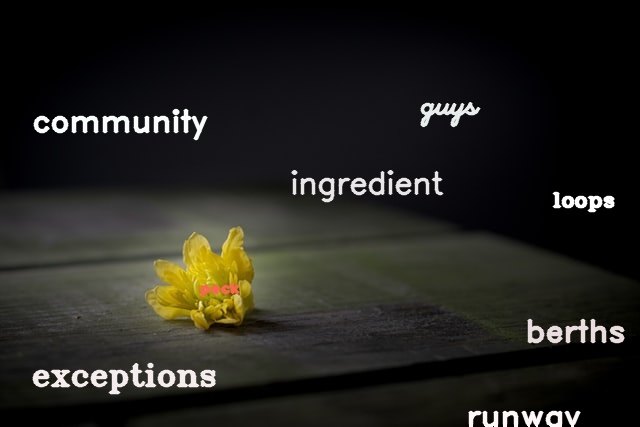 guys
community
ingredient
loops
berths
exceptions
runway